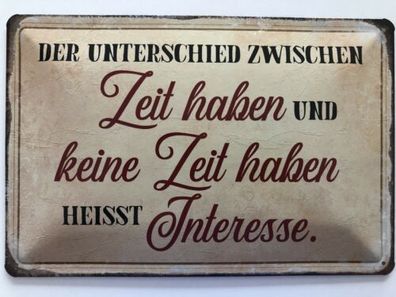 DER UNTERSCHIED ZWISCHEN
Zeit haben UND
keine Zeit haben
HEISST Interesse.